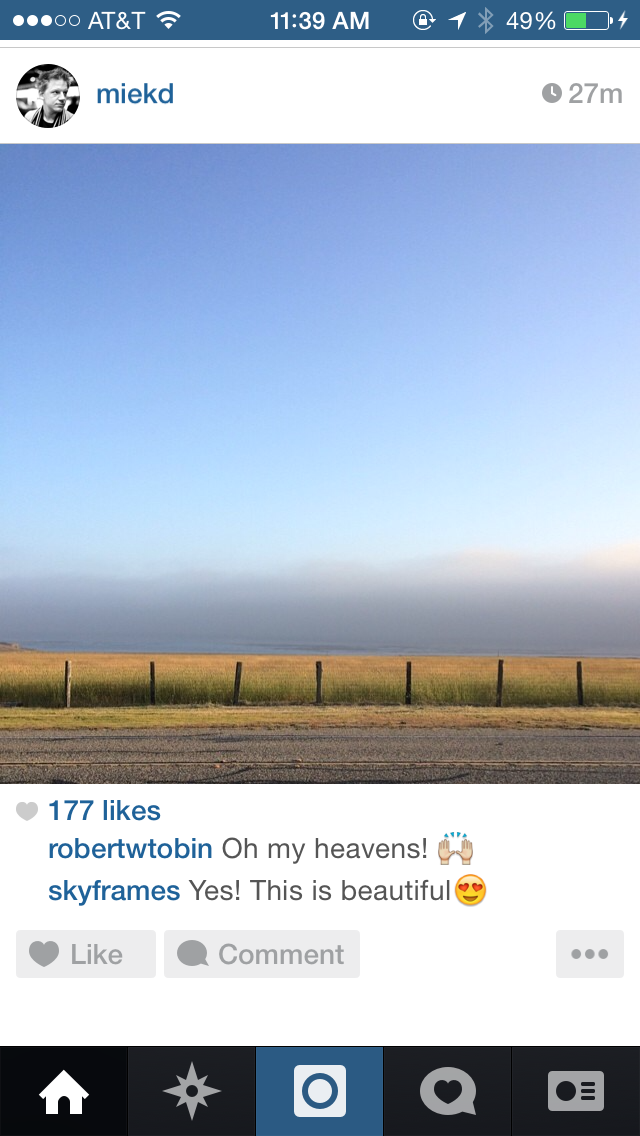 AT&T 11:39 AM 49%
miekd 27m
177 likes
robertwtobin Oh my heavens! 🙌🏼
skyframes Yes! This is beautiful😍
Like Comment